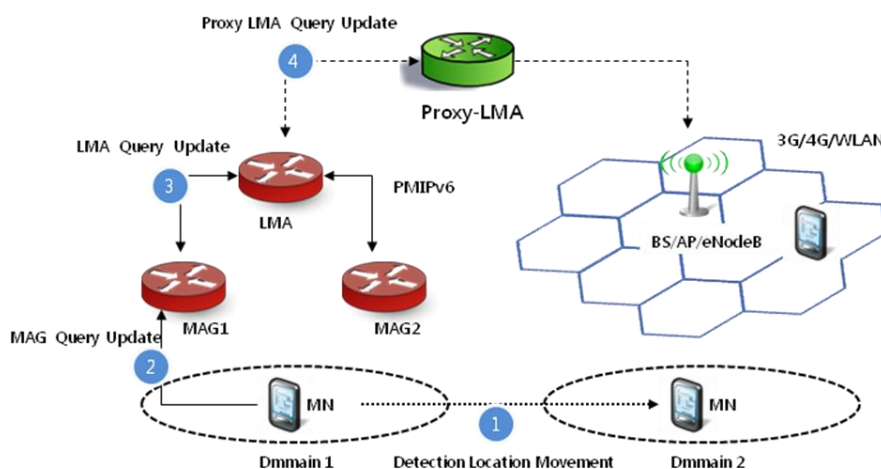 Proxy LMA Query Update
4
Proxy-LMA
3G/4G/WLAN
LMA Query Update
3
PMIPv6
LMA
BS/AP/eNodeB
MAG1
MAG2
MAG Query Update
2
MN
MN
1
Dmmain 1
Detection Location Movement
Dmmain 2